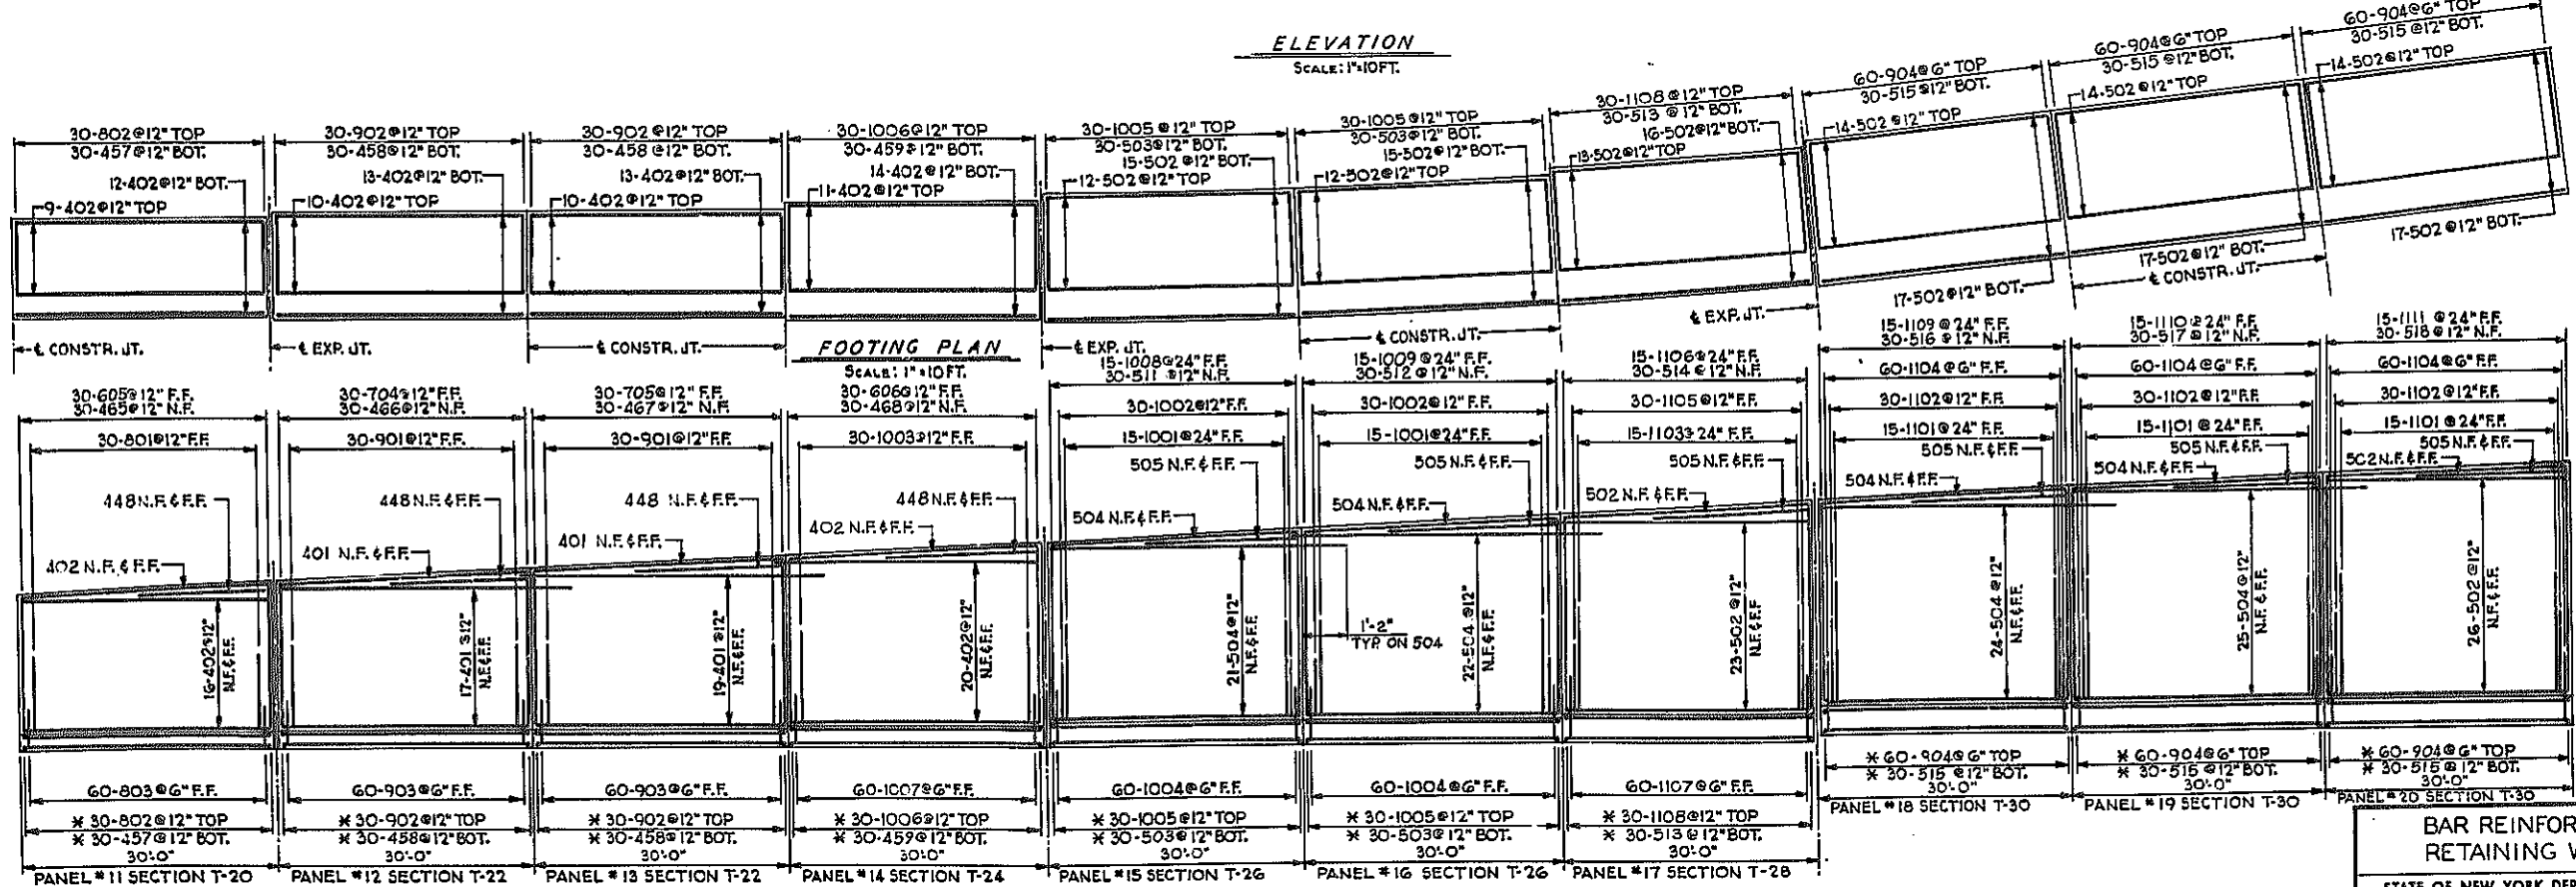 ELEVATION
SCALE: 1"=10FT.
60-904@6" TOP
30-515 @12" BOT.
60-904@6" TOP
30-515 @12" BOT.
60-904@6" TOP
30-515 @12" BOT.
30-1108@12" TOP
30-513 @ 12" BOT.
30-1005@12" TOP
30-503@12" BOT.
30-1005@12" TOP
30-503@12" BOT.
30-1006@12" TOP
30-459@12" BOT.
30-902@12" TOP
30-458@12" BOT.
30-902@12" TOP
30-458@12" BOT.
30-802@12" TOP
30-457@12" BOT.
12-402@12" BOT.
9-402@12" TOP
13-402@12" BOT.
10-402@12" TOP
13-402@12" BOT.
10-402@12" TOP
14-402@12" BOT.
11-402@12" TOP
15-502@12" BOT.
12-502@12" TOP
15-502@12" BOT.
12-502@12" TOP
16-502@12" BOT.
13-502@12" TOP
14-502@12" TOP
14-502@12" TOP
14-502@12" TOP
17-502@12" BOT.
17-502@12" BOT.
17-502@12" BOT.
℄ CONSTR. JT.
℄ EXP. JT.
℄ CONSTR. JT.
FOOTING PLAN
SCALE: 1"=10FT.
℄ EXP. JT.
℄ CONSTR. JT.
℄ EXP. JT.
℄ CONSTR. JT.
30-605@12" F.F.
30-465@12" N.F.
30-704@12" F.F.
30-466@12" N.F.
30-705@12" F.F.
30-467@12" N.F.
30-606@12" F.F.
30-468@12" N.F.
15-1008@24" F.F.
30-511 @12" N.F.
15-1009@24" F.F.
30-512@12" N.F.
15-1106@24" F.F.
30-514@12" N.F.
15-1109@24" F.F.
30-516@12" N.F.
15-1110@24" F.F.
30-517@12" N.F.
15-1111@24" F.F.
30-518@12" N.F.
60-1104@6" F.F.
60-1104@6" F.F.
60-1104@6" F.F.
30-801@12" F.F.
30-901@12" F.F.
30-901@12" F.F.
30-1003@12" F.F.
30-1002@12" F.F.
30-1002@12" F.F.
30-1105@12" F.F.
30-1102@12" F.F.
30-1102@12" F.F.
30-1102@12" F.F.
15-1001@24" F.F.
15-1001@24" F.F.
15-1103@24" F.F.
15-1101@24" F.F.
15-1101@24" F.F.
15-1101@24" F.F.
448 N.F. & F.F.
448 N.F. & F.F.
448 N.F. & F.F.
448 N.F. & F.F.
505 N.F. & F.F.
505 N.F. & F.F.
505 N.F. & F.F.
505 N.F. & F.F.
505 N.F. & F.F.
505 N.F. & F.F.
402 N.F. & F.F.
401 N.F. & F.F.
401 N.F. & F.F.
402 N.F. & F.F.
504 N.F. & F.F.
504 N.F. & F.F.
502 N.F. & F.F.
504 N.F. & F.F.
504 N.F. & F.F.
502 N.F. & F.F.
16-402@12"
N.F. & F.F.
17-401@12"
N.F. & F.F.
19-401@12"
N.F. & F.F.
20-402@12"
N.F. & F.F.
21-504@12"
N.F. & F.F.
1'-2"
TYP. ON 504
22-504@12"
N.F. & F.F.
23-502@12"
N.F. & F.F.
24-504@12"
N.F. & F.F.
25-504@12"
N.F. & F.F.
26-502@12"
N.F. & F.F.
60-803@6" F.F.
60-903@6" F.F.
60-903@6" F.F.
60-1007@6" F.F.
60-1004@6" F.F.
60-1004@6" F.F.
60-1107@6" F.F.
* 60-904@6" TOP
* 30-515 @12" BOT.
30'-0"
* 60-904@6" TOP
* 30-515 @12" BOT.
30'-0"
* 60-904@6" TOP
* 30-515 @12" BOT.
30'-0"
* 30-802@12" TOP
* 30-457@12" BOT.
30'-0"
* 30-902@12" TOP
* 30-458@12" BOT.
30'-0"
* 30-902@12" TOP
* 30-458@12" BOT.
30'-0"
* 30-1006@12" TOP
* 30-459@12" BOT.
30'-0"
* 30-1005@12" TOP
* 30-503@12" BOT.
30'-0"
* 30-1005@12" TOP
* 30-503@12" BOT.
30'-0"
* 30-1108@12" TOP
* 30-513@12" BOT.
30'-0"
PANEL #11 SECTION T-20
PANEL #12 SECTION T-22
PANEL #13 SECTION T-22
PANEL #14 SECTION T-24
PANEL #15 SECTION T-26
PANEL #16 SECTION T-26
PANEL #17 SECTION T-28
PANEL #18 SECTION T-30
PANEL #19 SECTION T-30
PANEL #20 SECTION T-30
BAR REINFOR
RETAINING W
STATE OF NEW YORK DEP